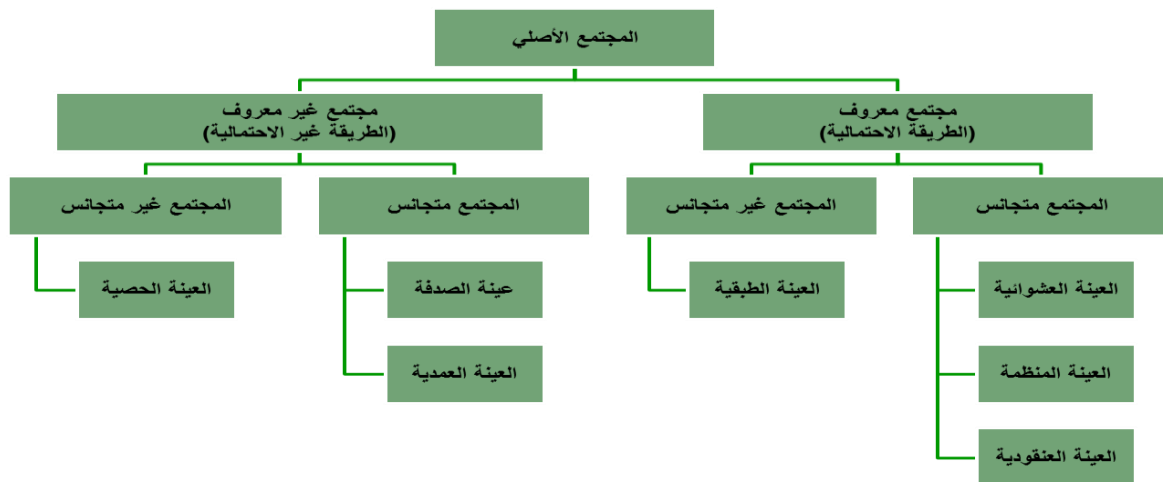 المجتمع الأصلي
مجتمع معروف
(الطريقة الاحتمالية)
مجتمع غير معروف
(الطريقة غير الاحتمالية)
المجتمع متجانس
المجتمع غير متجانس
المجتمع متجانس
المجتمع غير متجانس
العينة العشوائية
العينة الطبقية
عينة الصدفة
العينة الحصية
العينة المنظمة
العينة العمدية
العينة العنقودية